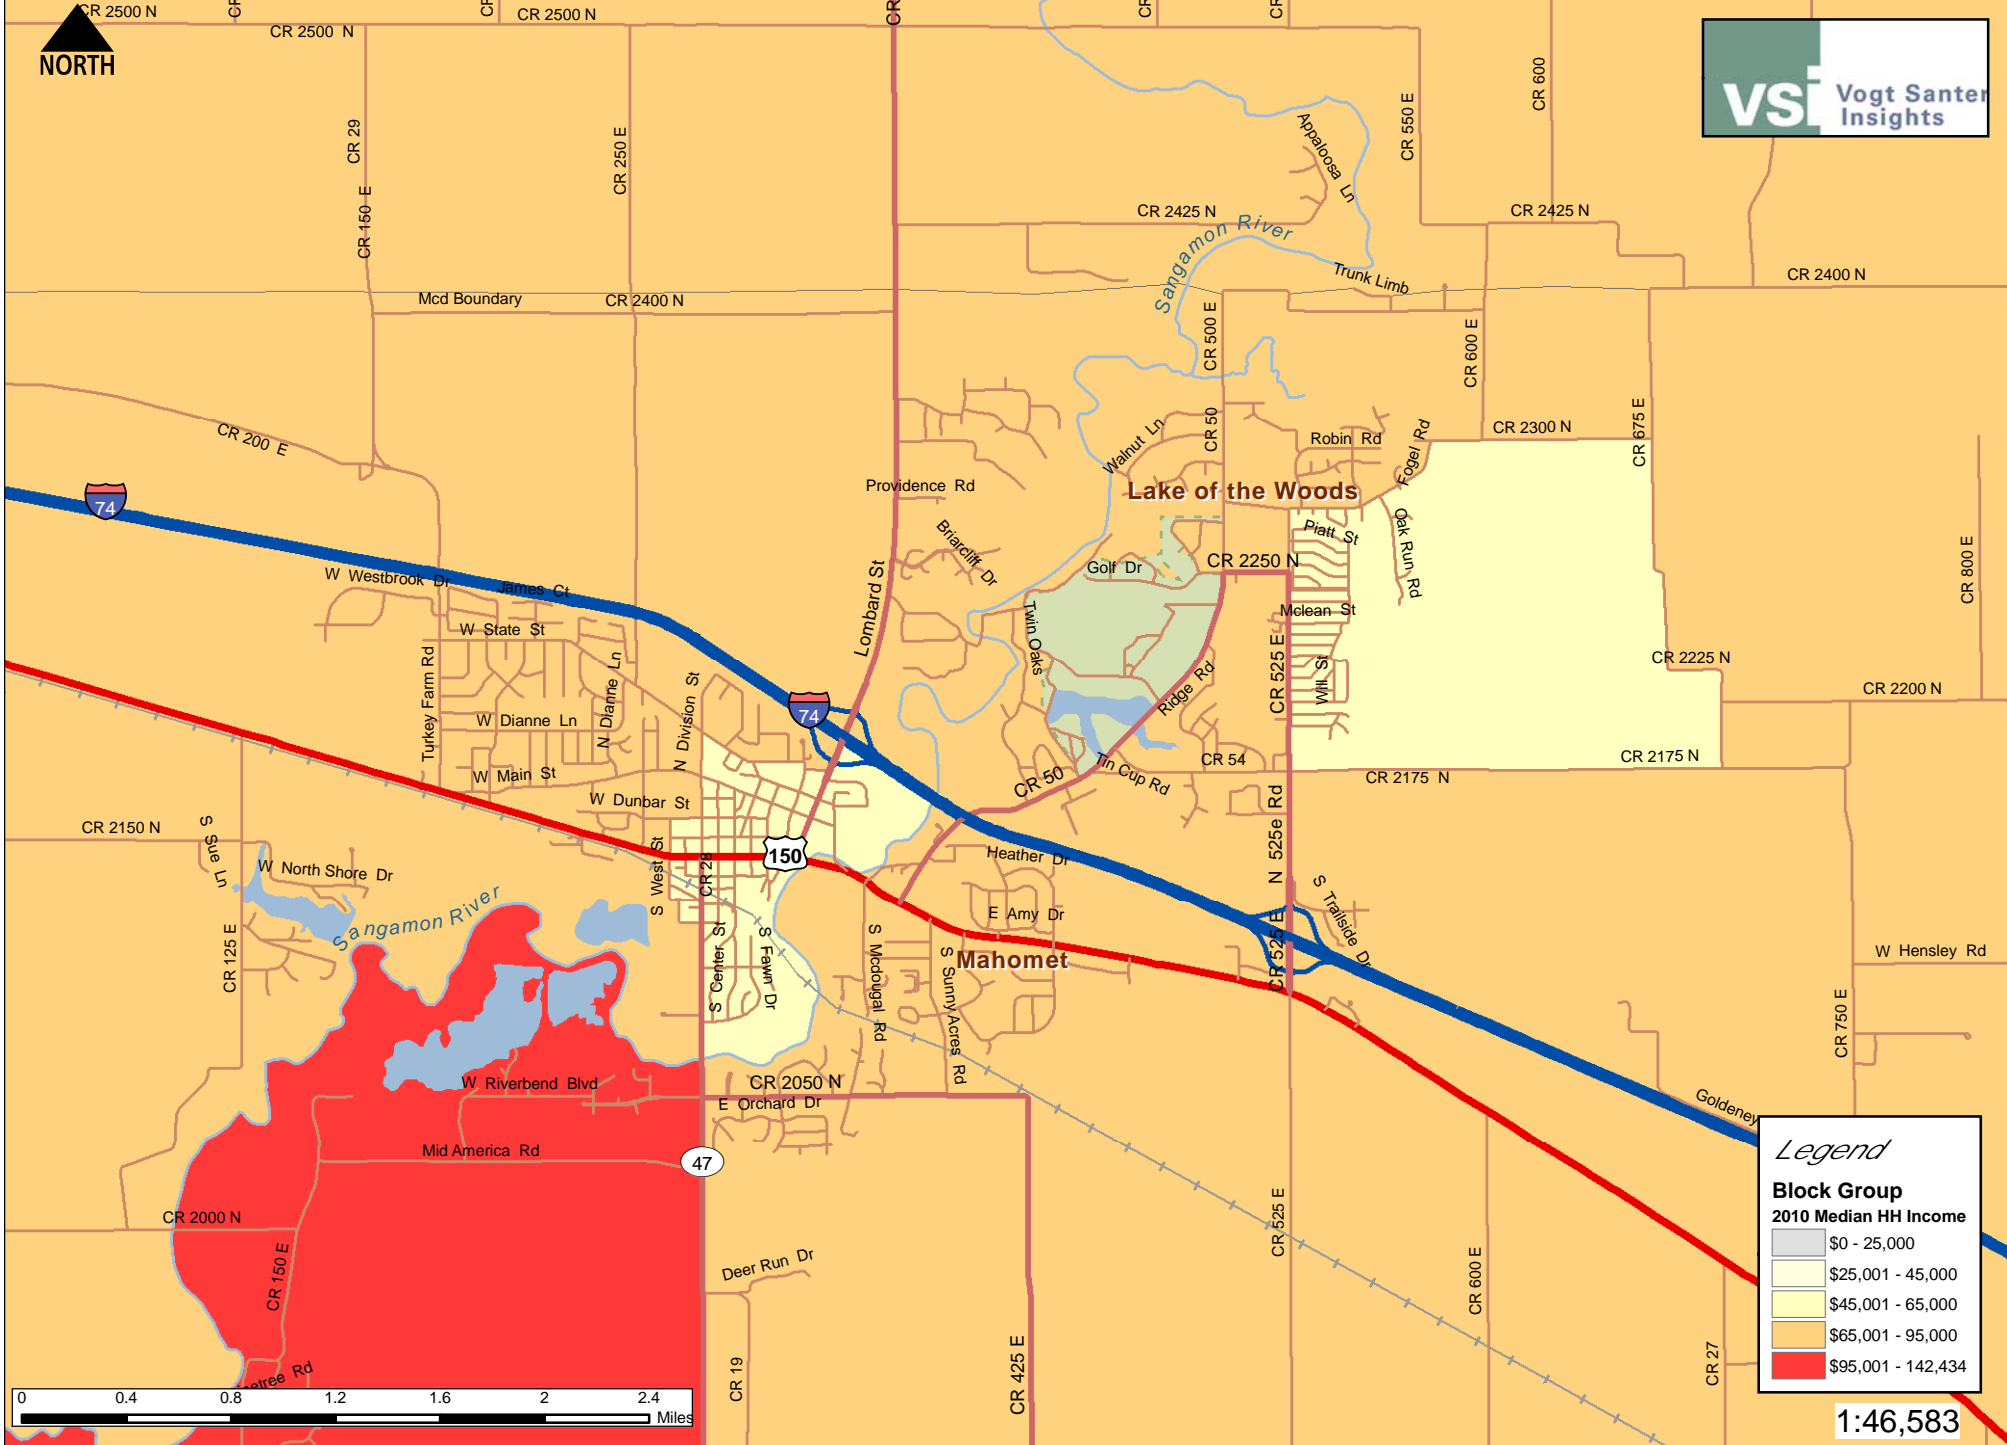 CR 2500 N
CR 2500 N
CR 2500 N
CR
CR
CR
CR
CR
NORTH
vsi
Vogt Santer
Insights
CR 29
CR 150 E
CR 250 E
CR 550 E
CR 600
Appaloosa Ln
CR 2425 N
CR 2425 N
Sangamon River
Trunk Limb
CR 2400 N
Mcd Boundary
CR 2400 N
CR 500 E
CR 600 E
CR 675 E
CR 200 E
Walnut Ln
CR 50
Robin Rd
Fogel Rd
CR 2300 N
74
Providence Rd
Lake of the Woods
Briarcliff Dr
Piatt St
Oak Run Rd
CR 800 E
Golf Dr
CR 2250 N
W Westbrook Dr
James Ct
Lombard St
Twin Oaks
Mclean St
W State St
Turkey Farm Rd
N Dianne Ln
N Division St
Ridge Rd
CR 525 E
Will St
CR 2225 N
CR 2200 N
74
W Dianne Ln
W Main St
W Dunbar St
CR 50
Tin Cup Rd
CR 54
CR 2175 N
CR 2175 N
CR 2150 N
S Sue Ln
W North Shore Dr
S West St
CR 28
150
Heather Dr
N 525e Rd
S Trailside Dr
Sangamon River
CR 125 E
E Amy Dr
CR 525 E
S Center St
S Fawn Dr
S Mcdougal Rd
S Sunny Acres Rd
Mahomet
W Hensley Rd
CR 750 E
W Riverbend Blvd
CR 2050 N
E Orchard Dr
Goldeney
Mid America Rd
47
CR 2000 N
CR 150 E
Deer Run Dr
CR 525 E
CR 600 E
CR 19
CR 425 E
CR 27
etree Rd
Legend
Block Group
2010 Median HH Income
$0 - 25,000
$25,001 - 45,000
$45,001 - 65,000
$65,001 - 95,000
$95,001 - 142,434
0 0.4 0.8 1.2 1.6 2 2.4
Miles
1:46,583